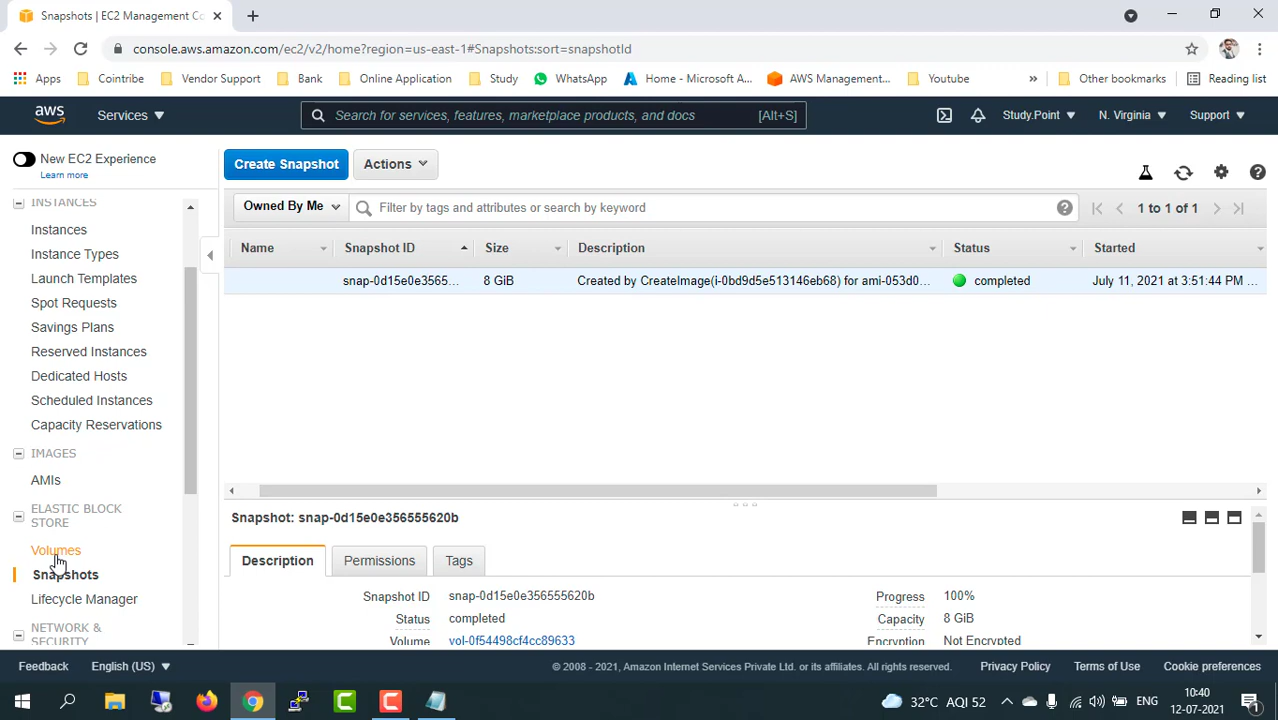 Snapshots | EC2 Management Co
console.aws.amazon.com/ec2/v2/home?region=us-east-1#Snapshots:sort=snapshotId
Apps
Cointribe
Vendor Support
Bank
Online Application
Study
WhatsApp
Home - Microsoft A...
AWS Management...
Youtube
»
Other bookmarks
Reading list
aws
Services
Search for services, features, marketplace products, and docs
[Alt+S]
Study.Point
N. Virginia
Support
New EC2 Experience
Learn more
INSTANCES
Instances
Instance Types
Launch Templates
Spot Requests
Savings Plans
Reserved Instances
Dedicated Hosts
Scheduled Instances
Capacity Reservations
IMAGES
AMIs
ELASTIC BLOCK
STORE
Volumes
Snapshots
Lifecycle Manager
NETWORK &
SECURITY
Create Snapshot
Actions
Owned By Me
Filter by tags and attributes or search by keyword
1 to 1 of 1
Name
Snapshot ID
Size
Description
Status
Started
snap-0d15e0e3565...
8 GiB
Created by CreateImage(i-0bd9d5e513146eb68) for ami-053d0...
completed
July 11, 2021 at 3:51:44 PM ...
Snapshot: snap-0d15e0e356555620b
Description
Permissions
Tags
Snapshot ID
snap-0d15e0e356555620b
Progress
100%
Status
completed
Capacity
8 GiB
Volume
vol-0f54498cf4cc89633
Encryption
Not Encrypted
Feedback
English (US)
© 2008 - 2021, Amazon Internet Services Private Ltd. or its affiliates. All rights reserved.
Privacy Policy
Terms of Use
Cookie preferences
32°C AQI 52
ENG
10:40
12-07-2021
1